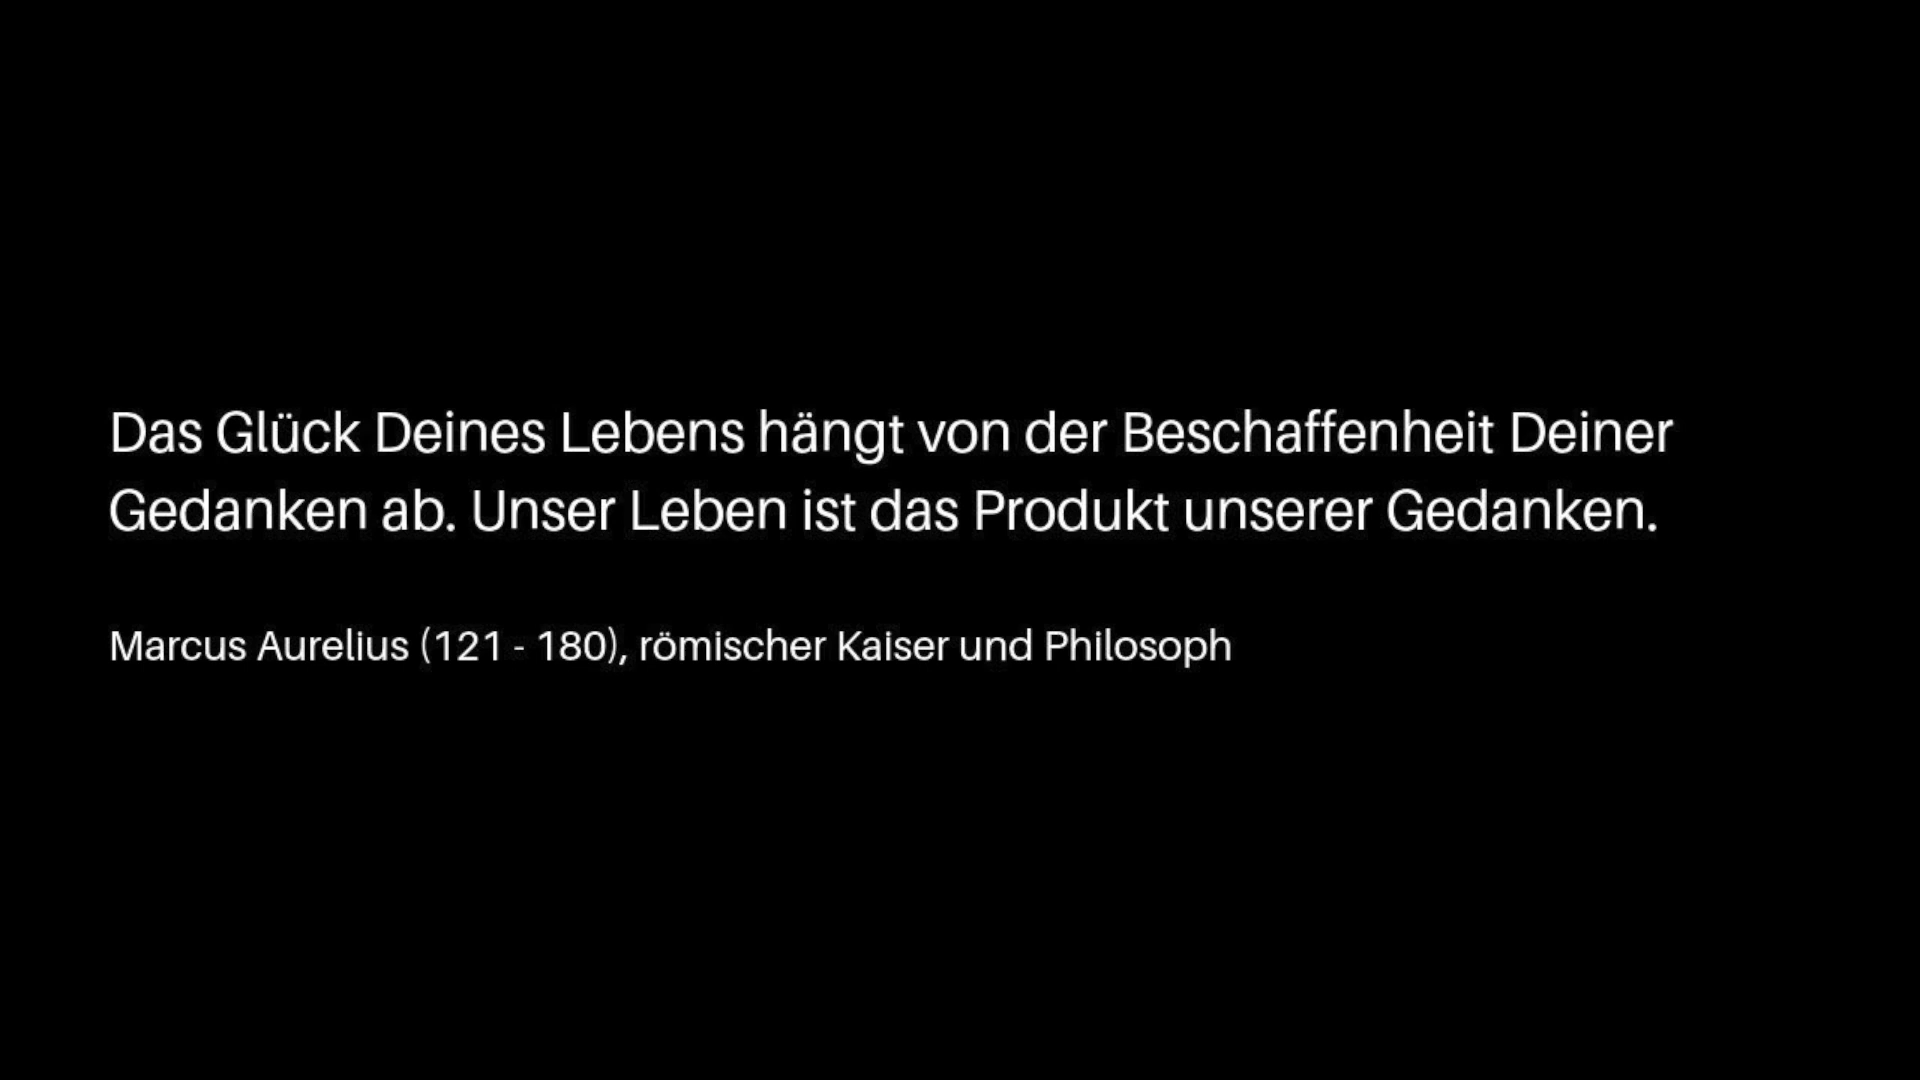 Das Glück Deines Lebens hängt von der Beschaffenheit Deiner
Gedanken ab. Unser Leben ist das Produkt unserer Gedanken.
Marcus Aurelius (121 - 180), römischer Kaiser und Philosoph